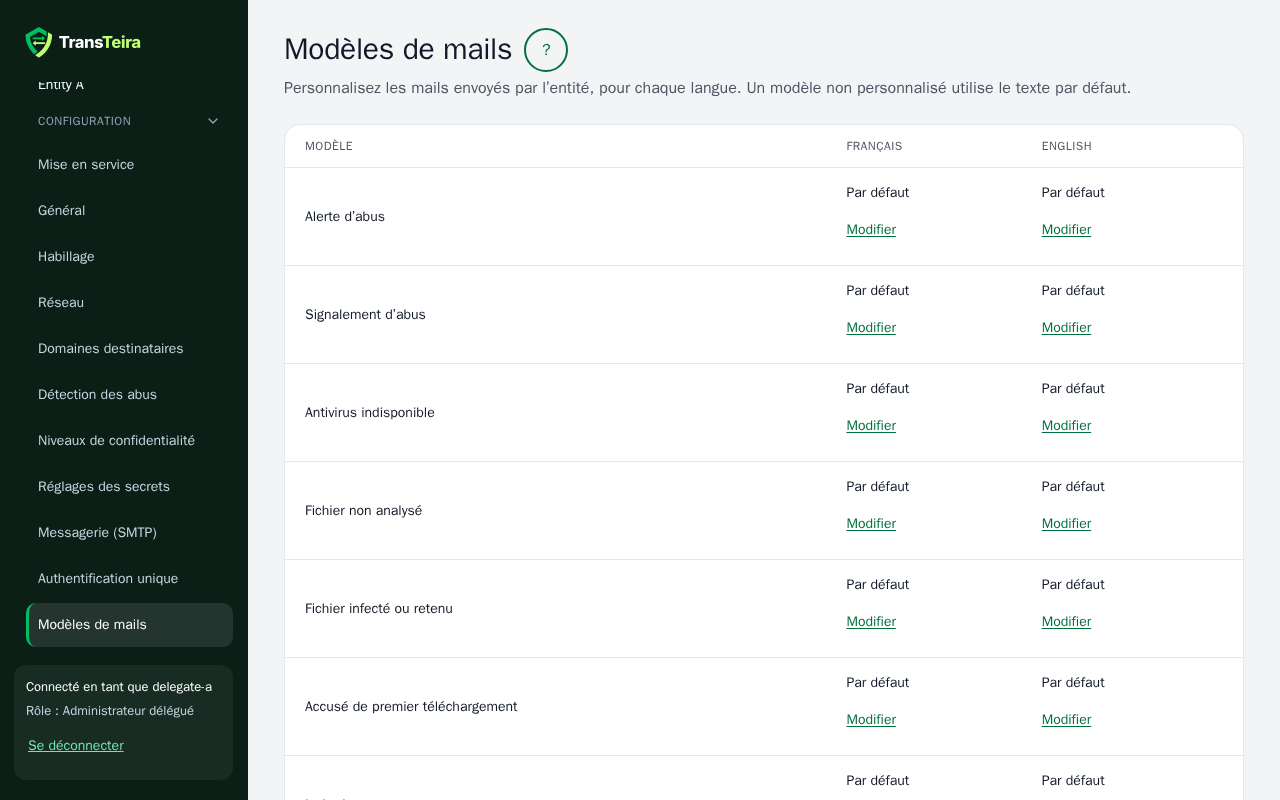 TransTeira
Entity A
CONFIGURATION
Mise en service
Général
Habillage
Réseau
Domaines destinataires
Détection des abus
Niveaux de confidentialité
Réglages des secrets
Messagerie (SMTP)
Authentification unique
Modèles de mails
Connecté en tant que delegate-a
Rôle : Administrateur délégué
Se déconnecter
Modèles de mails ?
Personnalisez les mails envoyés par l'entité, pour chaque langue. Un modèle non personnalisé utilise le texte par défaut.
MODÈLE FRANÇAIS ENGLISH
Par défaut Par défaut
Alerte d'abus
Modifier Modifier
Par défaut Par défaut
Signalement d'abus
Modifier Modifier
Par défaut Par défaut
Antivirus indisponible
Modifier Modifier
Par défaut Par défaut
Fichier non analysé
Modifier Modifier
Par défaut Par défaut
Fichier infecté ou retenu
Modifier Modifier
Par défaut Par défaut
Accusé de premier téléchargement
Modifier Modifier
Par défaut Par défaut